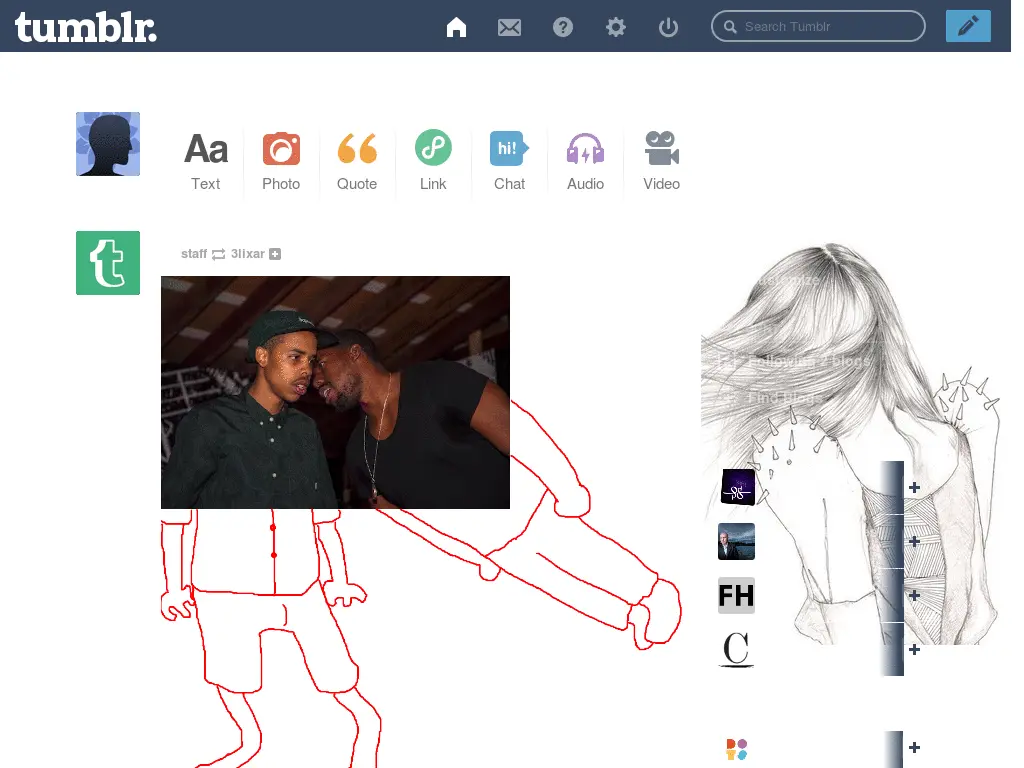 tumblr.
Search Tumblr
Aa
hi!
Text
Photo
Quote
Link
Chat
Audio
Video
t
staff 3lixar
Customize
Following 7 blogs
Find blogs
FH
C